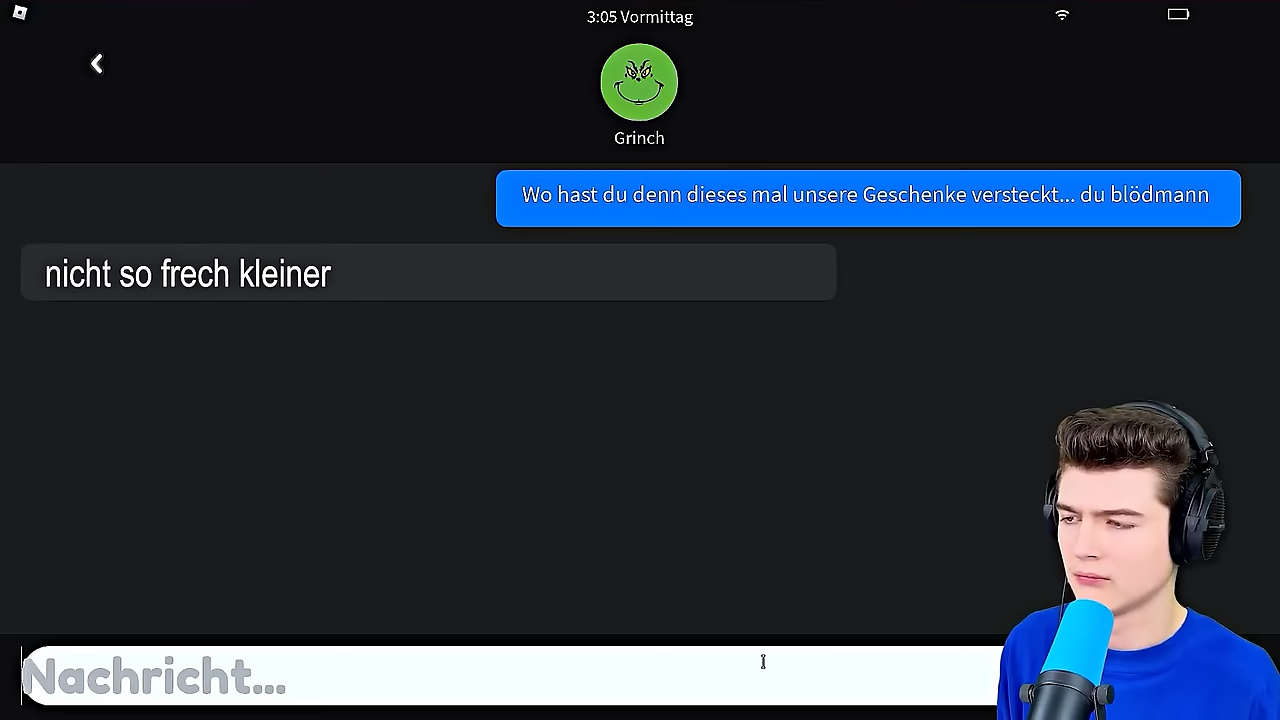 3:05 Vormittag
Grinch
Wo hast du denn dieses mal unsere Geschenke versteckt... du blödmann
nicht so frech kleiner
Nachricht...